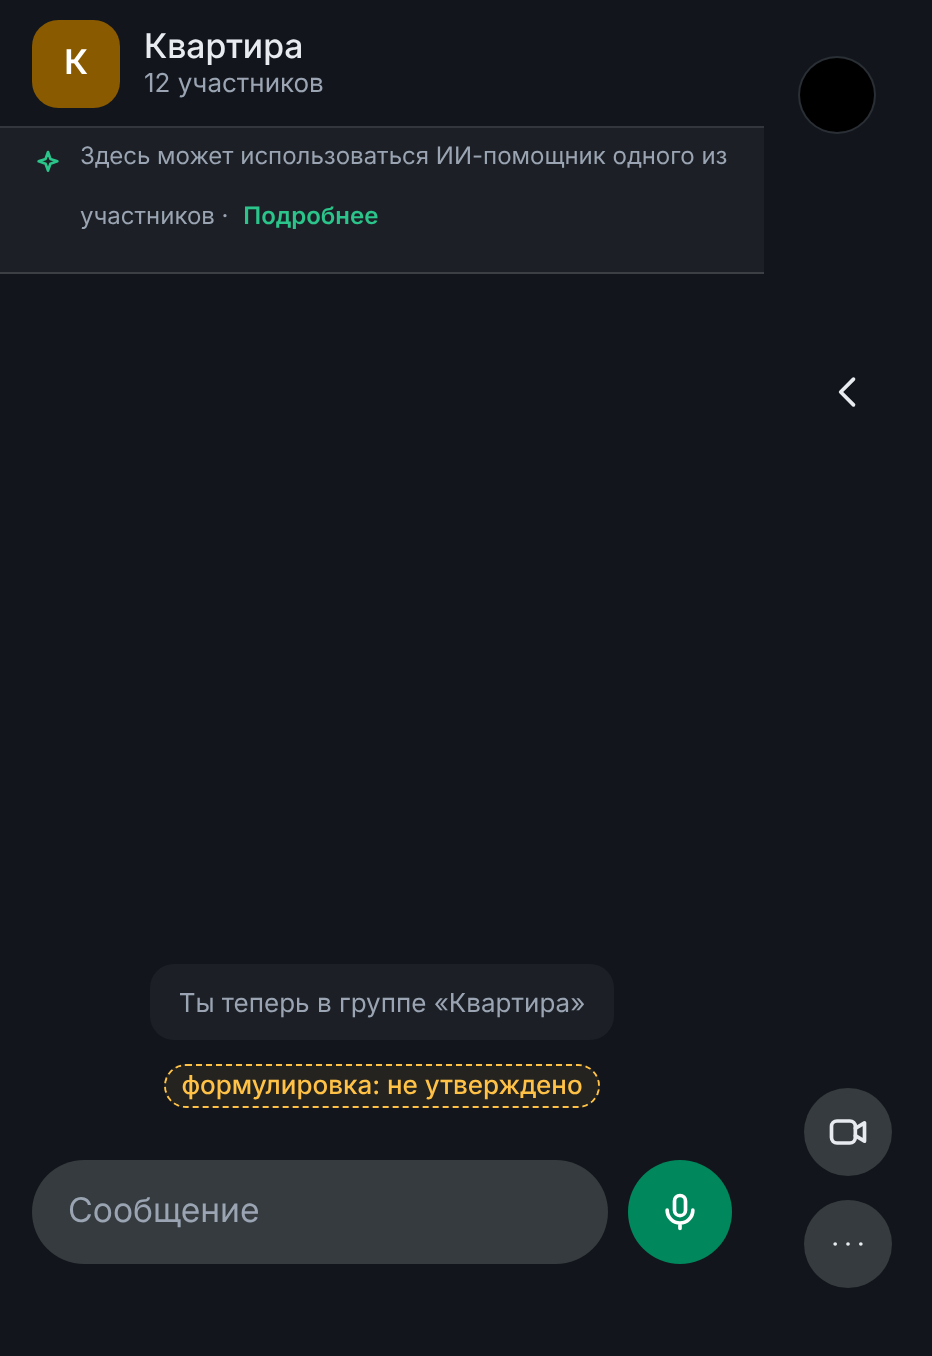 К
Квартира
12 участников
Здесь может использоваться ИИ-помощник одного из
участников · Подробнее
Ты теперь в группе «Квартира»
формулировка: не утверждено
Сообщение